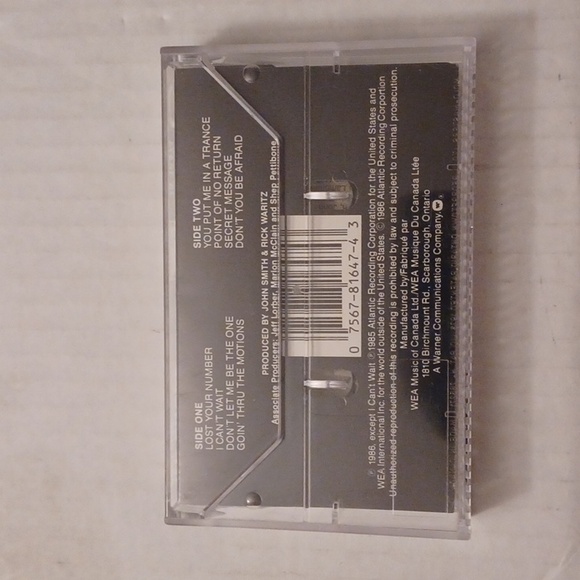 SIDE ONE
LOST YOUR NUMBER
I CAN'T WAIT
DON'T LET ME BE THE ONE
GOIN' THRU THE MOTIONS
SIDE TWO
YOU PUT ME IN A TRANCE
POINT OF NO RETURN
SECRET MESSAGE
DON'T YOU BE AFRAID
PRODUCED BY JOHN SMITH & RICK WARITZ
Associate Producers: Jeff Lorber, Marlon McClain and Shep Pettibone
0 7567-81647-4 3
℗ 1986, except I Can't Wait ℗ 1985 Atlantic Recording Corporation for the United States and
WEA International Inc. for the world outside of the United States. © 1986 Atlantic Recording Corportion
Unauthorized reproduction of this recording is prohibited by law and subject to criminal prosecution.
Manufactured by/Fabriqué par
WEA Music of Canada Ltd./WEA Musique Du Canada Ltée
1810 Birchmount Rd., Scarborough, Ontario
A Warner Communications Company.